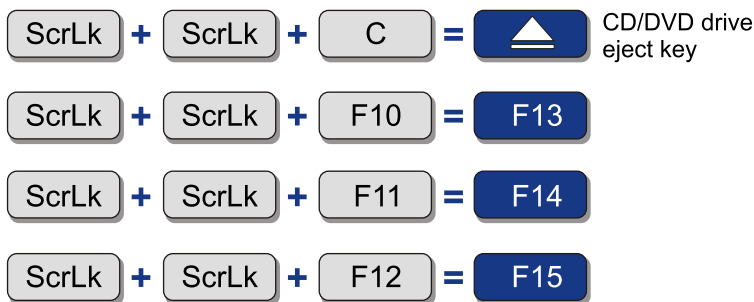 ScrLk + ScrLk + C = CD/DVD drive
eject key
ScrLk + ScrLk + F10 = F13
ScrLk + ScrLk + F11 = F14
ScrLk + ScrLk + F12 = F15